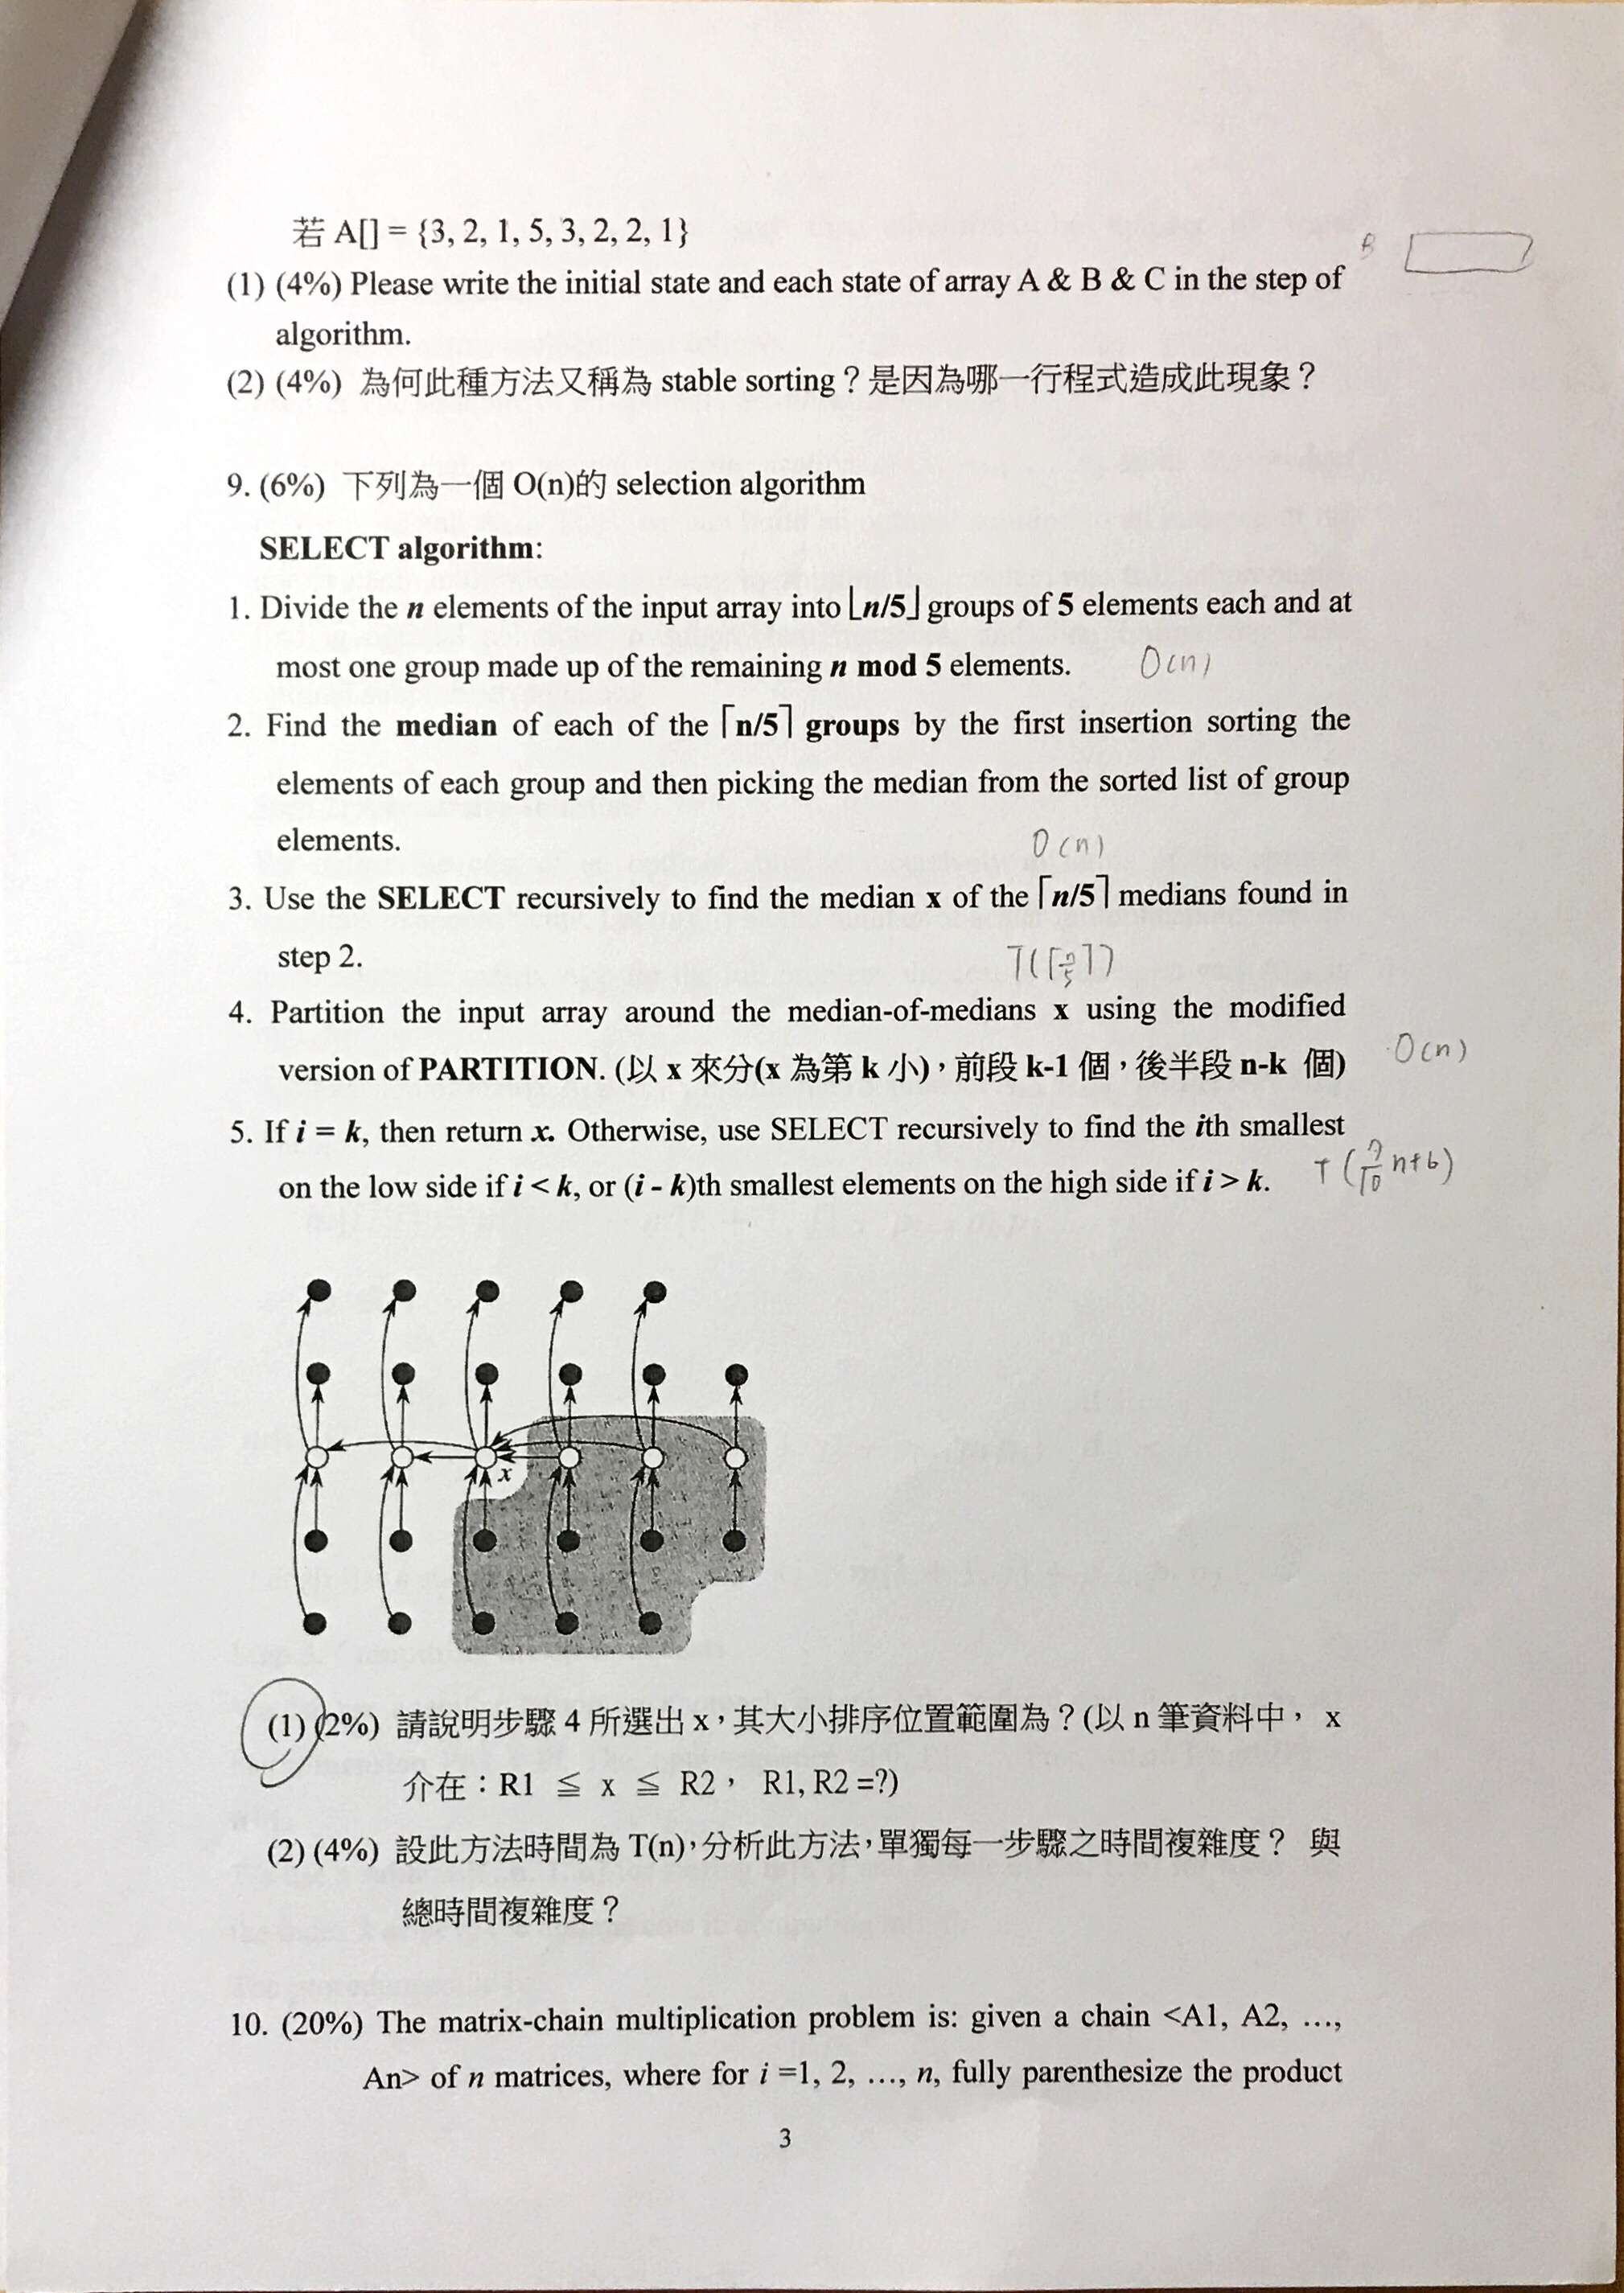 若 A[] = {3, 2, 1, 5, 3, 2, 2, 1}
B
(1) (4%) Please write the initial state and each state of array A & B & C in the step of
algorithm.
(2) (4%) 為何此種方法又稱為 stable sorting？是因為哪一行程式造成此現象？
9. (6%) 下列為一個 O(n)的 selection algorithm
SELECT algorithm:
1. Divide the n elements of the input array into ⌊n/5⌋ groups of 5 elements each and at
most one group made up of the remaining n mod 5 elements. O(n)
2. Find the median of each of the ⌈n/5⌉ groups by the first insertion sorting the
elements of each group and then picking the median from the sorted list of group
elements. O(n)
3. Use the SELECT recursively to find the median x of the ⌈n/5⌉ medians found in
step 2. T(⌈n/5⌉)
4. Partition the input array around the median-of-medians x using the modified
version of PARTITION. (以 x 來分(x 為第 k 小)，前段 k-1 個，後半段 n-k 個) O(n)
5. If i = k, then return x. Otherwise, use SELECT recursively to find the ith smallest
on the low side if i < k, or (i - k)th smallest elements on the high side if i > k. T(7/10 n+6)
x
(1) (2%) 請說明步驟 4 所選出 x，其大小排序位置範圍為？(以 n 筆資料中， x
介在：R1 ≦ x ≦ R2， R1, R2 =?)
(2) (4%) 設此方法時間為 T(n)，分析此方法，單獨每一步驟之時間複雜度？ 與
總時間複雜度？
10. (20%) The matrix-chain multiplication problem is: given a chain <A1, A2, …,
An> of n matrices, where for i =1, 2, …, n, fully parenthesize the product
3